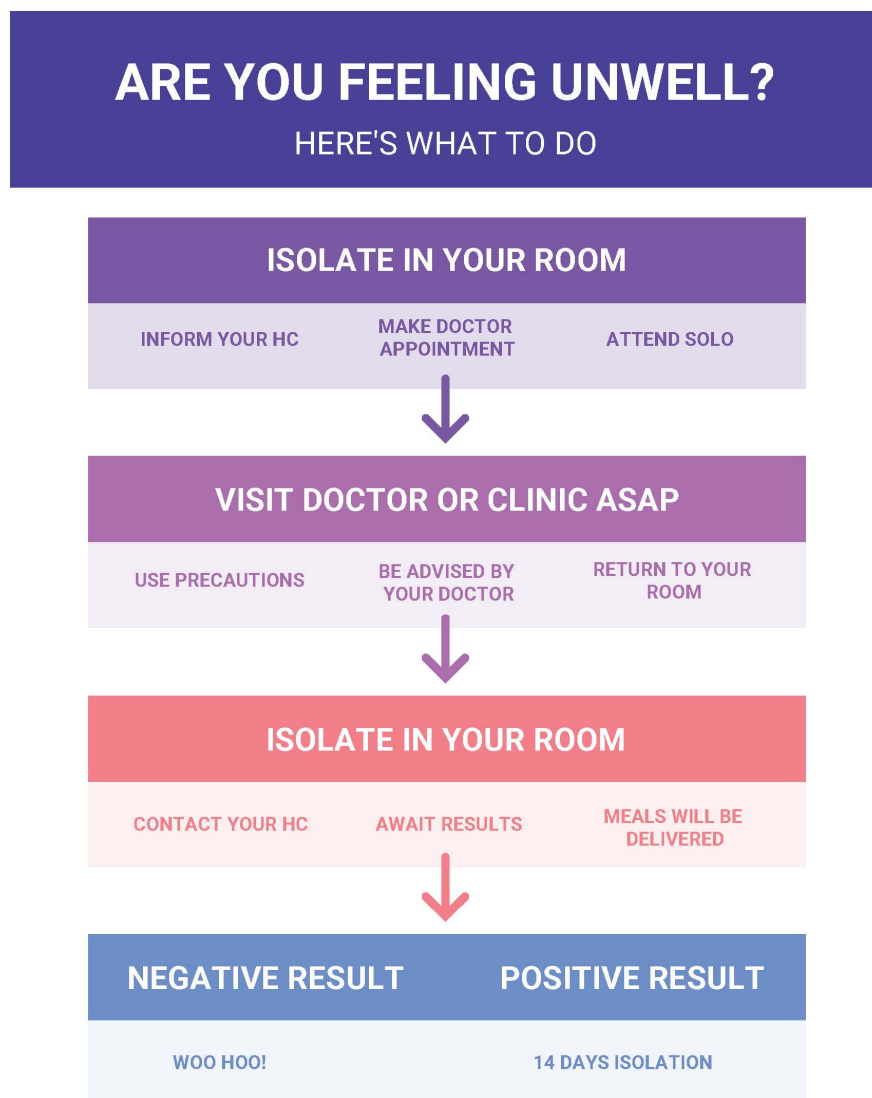 ARE YOU FEELING UNWELL?
HERE'S WHAT TO DO
ISOLATE IN YOUR ROOM
INFORM YOUR HC
MAKE DOCTOR
APPOINTMENT
ATTEND SOLO
VISIT DOCTOR OR CLINIC ASAP
USE PRECAUTIONS
BE ADVISED BY
YOUR DOCTOR
RETURN TO YOUR
ROOM
ISOLATE IN YOUR ROOM
CONTACT YOUR HC
AWAIT RESULTS
MEALS WILL BE
DELIVERED
NEGATIVE RESULT
POSITIVE RESULT
WOO HOO!
14 DAYS ISOLATION